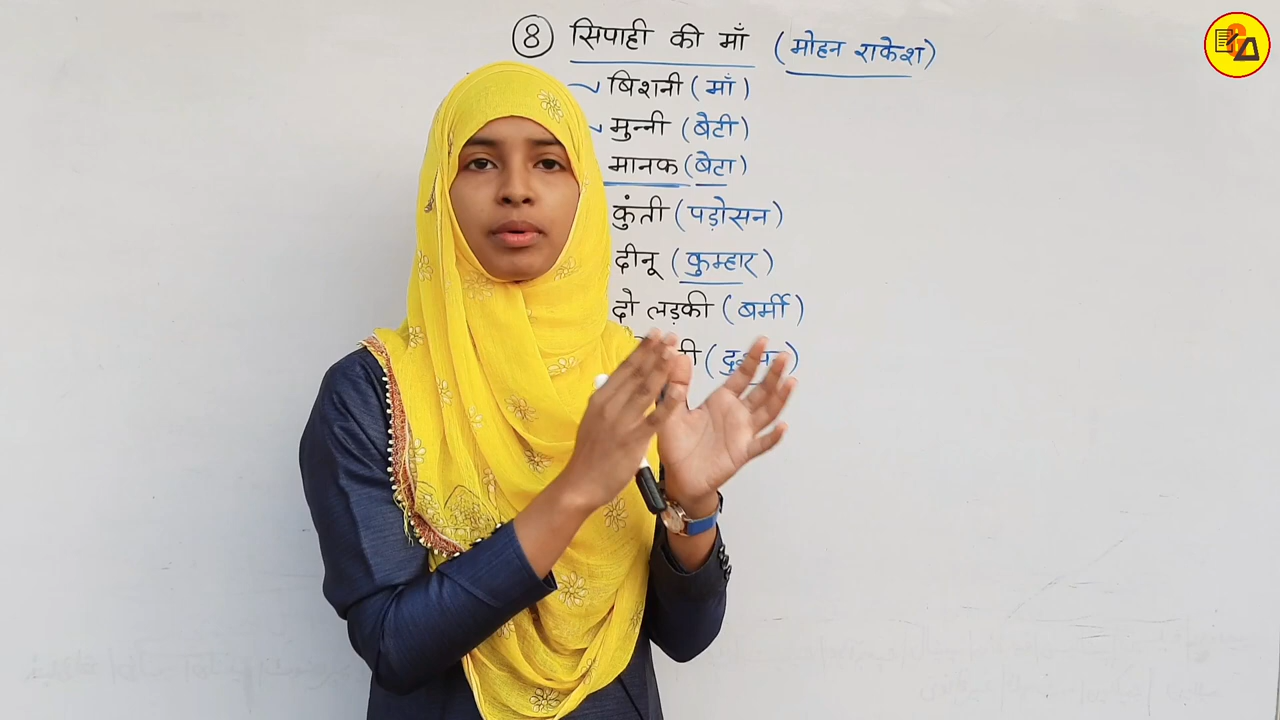 8 सिपाही की माँ (मोहन राकेश)
बिशनी (माँ)
मुन्नी (बेटी)
मानक (बेटा)
कुंती (पड़ोसन)
दीनू (कुम्हार)
दो लड़की (बर्मी)